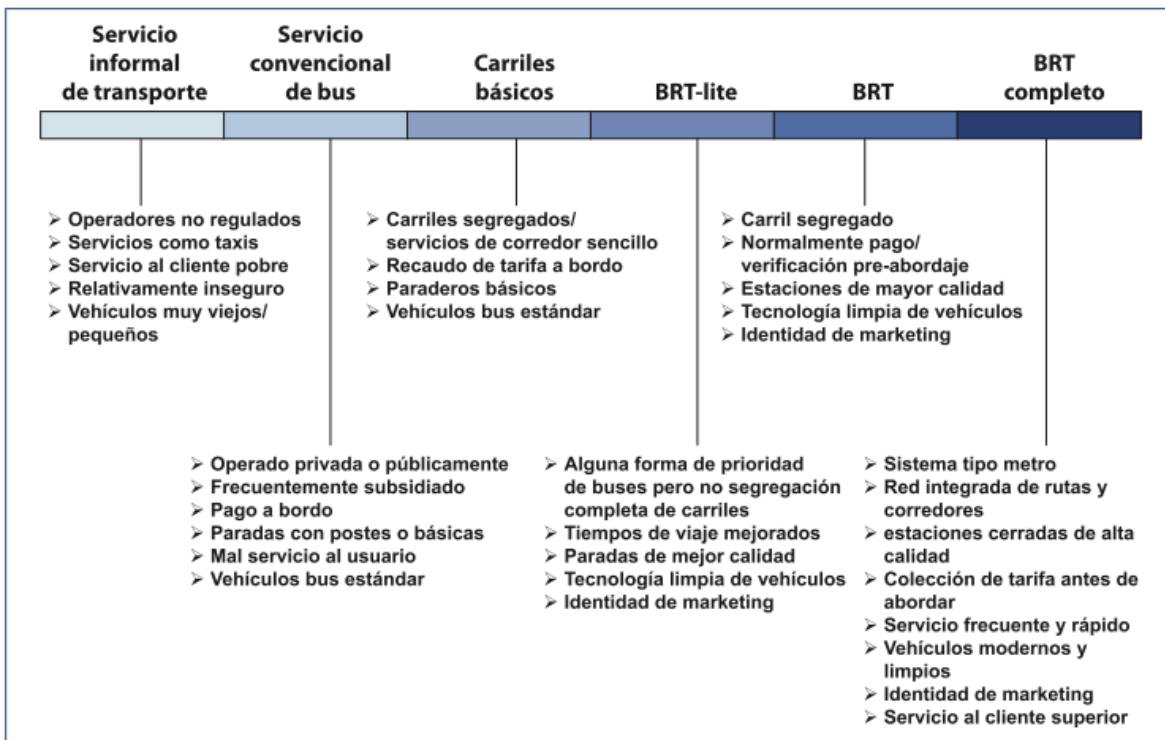 Servicio
informal
de transporte
Servicio
convencional
de bus
Carriles
básicos
BRT-lite
BRT
BRT
completo
➢ Operadores no regulados
➢ Servicios como taxis
➢ Servicio al cliente pobre
➢ Relativamente inseguro
➢ Vehículos muy viejos/
pequeños
➢ Carriles segregados/
servicios de corredor sencillo
➢ Recaudo de tarifa a bordo
➢ Paraderos básicos
➢ Vehículos bus estándar
➢ Carril segregado
➢ Normalmente pago/
verificación pre-abordaje
➢ Estaciones de mayor calidad
➢ Tecnología limpia de vehículos
➢ Identidad de marketing
➢ Operado privada o públicamente
➢ Frecuentemente subsidiado
➢ Pago a bordo
➢ Paradas con postes o básicas
➢ Mal servicio al usuario
➢ Vehículos bus estándar
➢ Alguna forma de prioridad
de buses pero no segregación
completa de carriles
➢ Tiempos de viaje mejorados
➢ Paradas de mejor calidad
➢ Tecnología limpia de vehículos
➢ Identidad de marketing
➢ Sistema tipo metro
➢ Red integrada de rutas y
corredores
➢ estaciones cerradas de alta
calidad
➢ Colección de tarifa antes de
abordar
➢ Servicio frecuente y rápido
➢ Vehículos modernos y
limpios
➢ Identidad de marketing
➢ Servicio al cliente superior